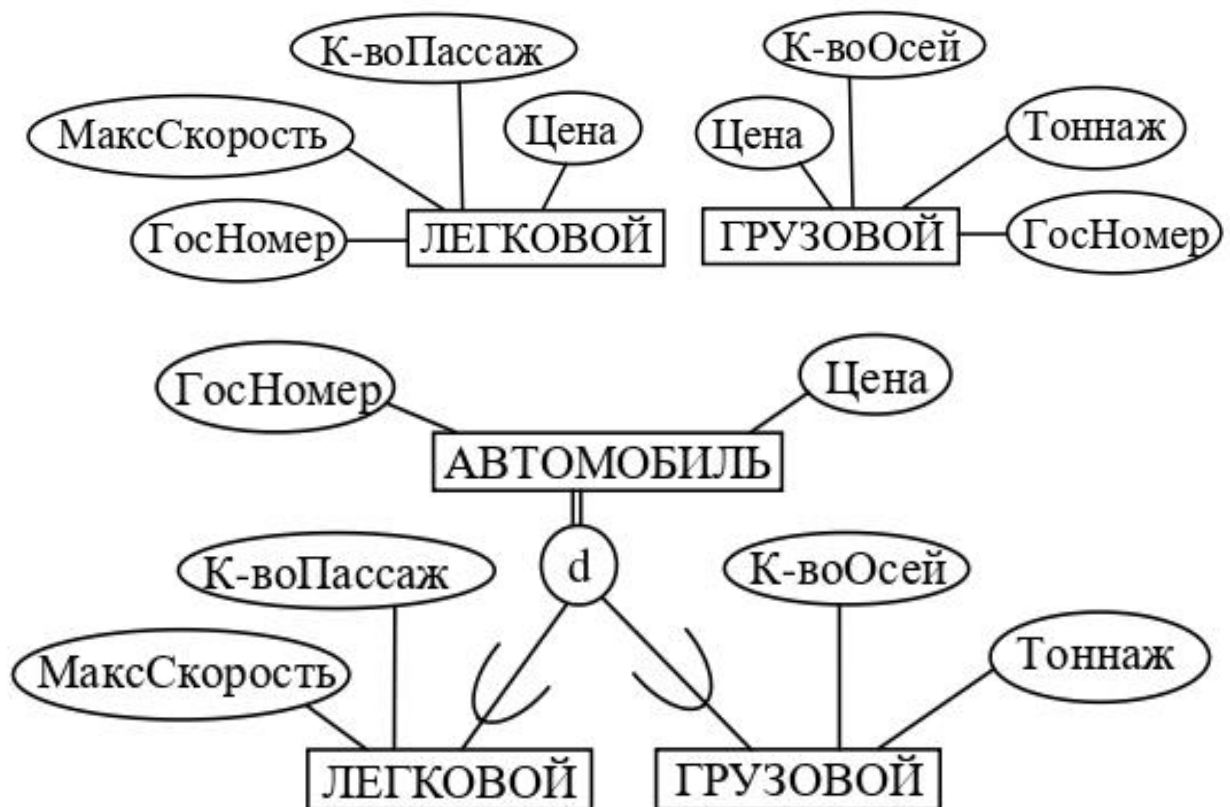 К-воПассаж
К-воОсей
МаксСкорость
Цена
Цена
Тоннаж
ГосНомер
ЛЕГКОВОЙ
ГРУЗОВОЙ
ГосНомер
ГосНомер
Цена
АВТОМОБИЛЬ
К-воПассаж
d
К-воОсей
МаксСкорость
Тоннаж
ЛЕГКОВОЙ
ГРУЗОВОЙ